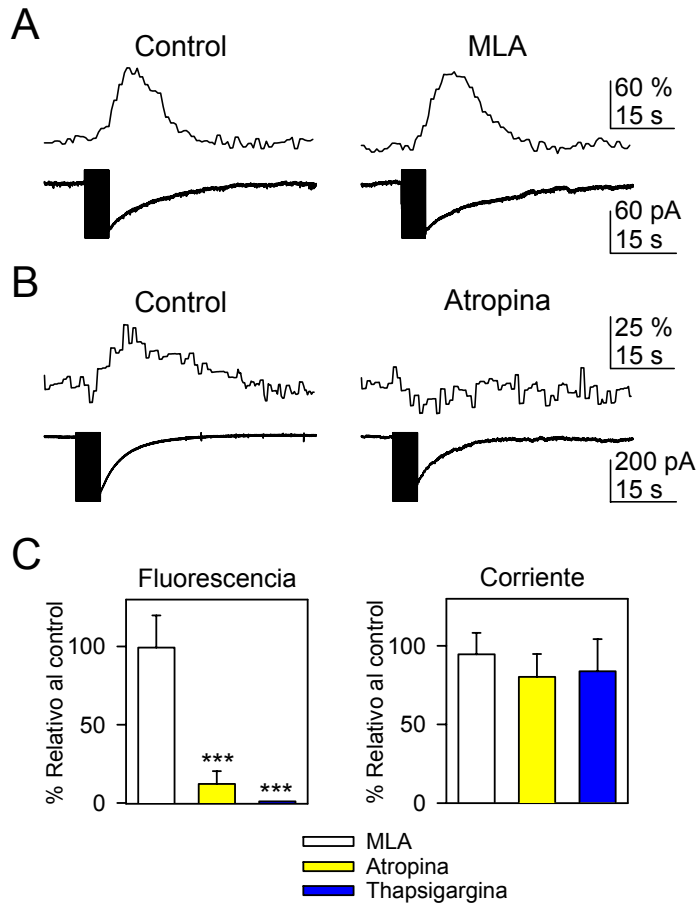 A
Control
MLA
60 %
15 s
60 pA
15 s
B
Control
Atropina
25 %
15 s
200 pA
15 s
C
Fluorescencia
Corriente
% Relativo al control
100
50
0
***
***
% Relativo al control
100
50
0
MLA
Atropina
Thapsigargina